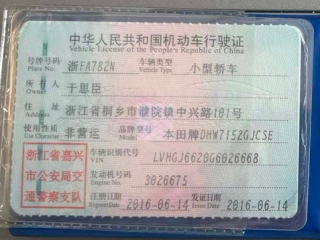 中华人民共和国机动车行驶证
Vehicle License of the People's Republic of China
号牌号码 Plate No. 浙FA782N 车辆类型 Vehicle Type 小型轿车
所有人 Owner 于思臣
住址 Address 浙江省桐乡市濮院镇中兴路181号
使用性质 Use Character 非营运 品牌型号 Model 本田牌DHW7152GJCSE
浙江省嘉兴市公安局交通警察支队
车辆识别代号 VIN LVHGJ662BG6026668
发动机号码 Engine No. 3026675
注册日期 Register Date 2016-06-14 发证日期 Issue Date 2016-06-14